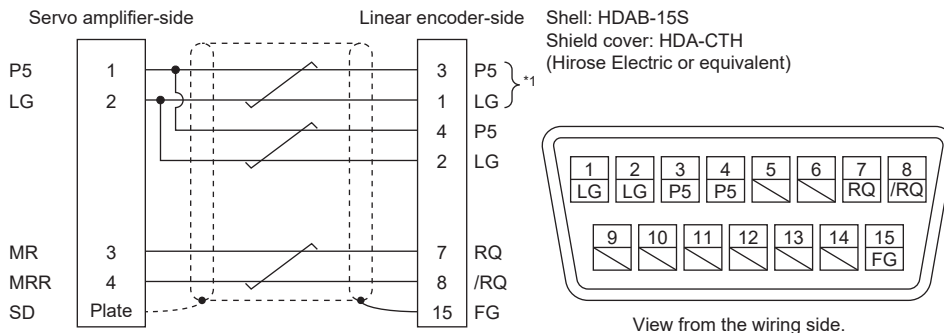 Servo amplifier-side
Linear encoder-side
Shell: HDAB-15S
Shield cover: HDA-CTH
(Hirose Electric or equivalent)
P5 1 3 P5
LG 2 1 LG
*1
4 P5
2 LG
MR 3 7 RQ
MRR 4 8 /RQ
SD Plate 15 FG
1 2 3 4 5 6 7 8
LG LG P5 P5 RQ /RQ
9 10 11 12 13 14 15
FG
View from the wiring side.